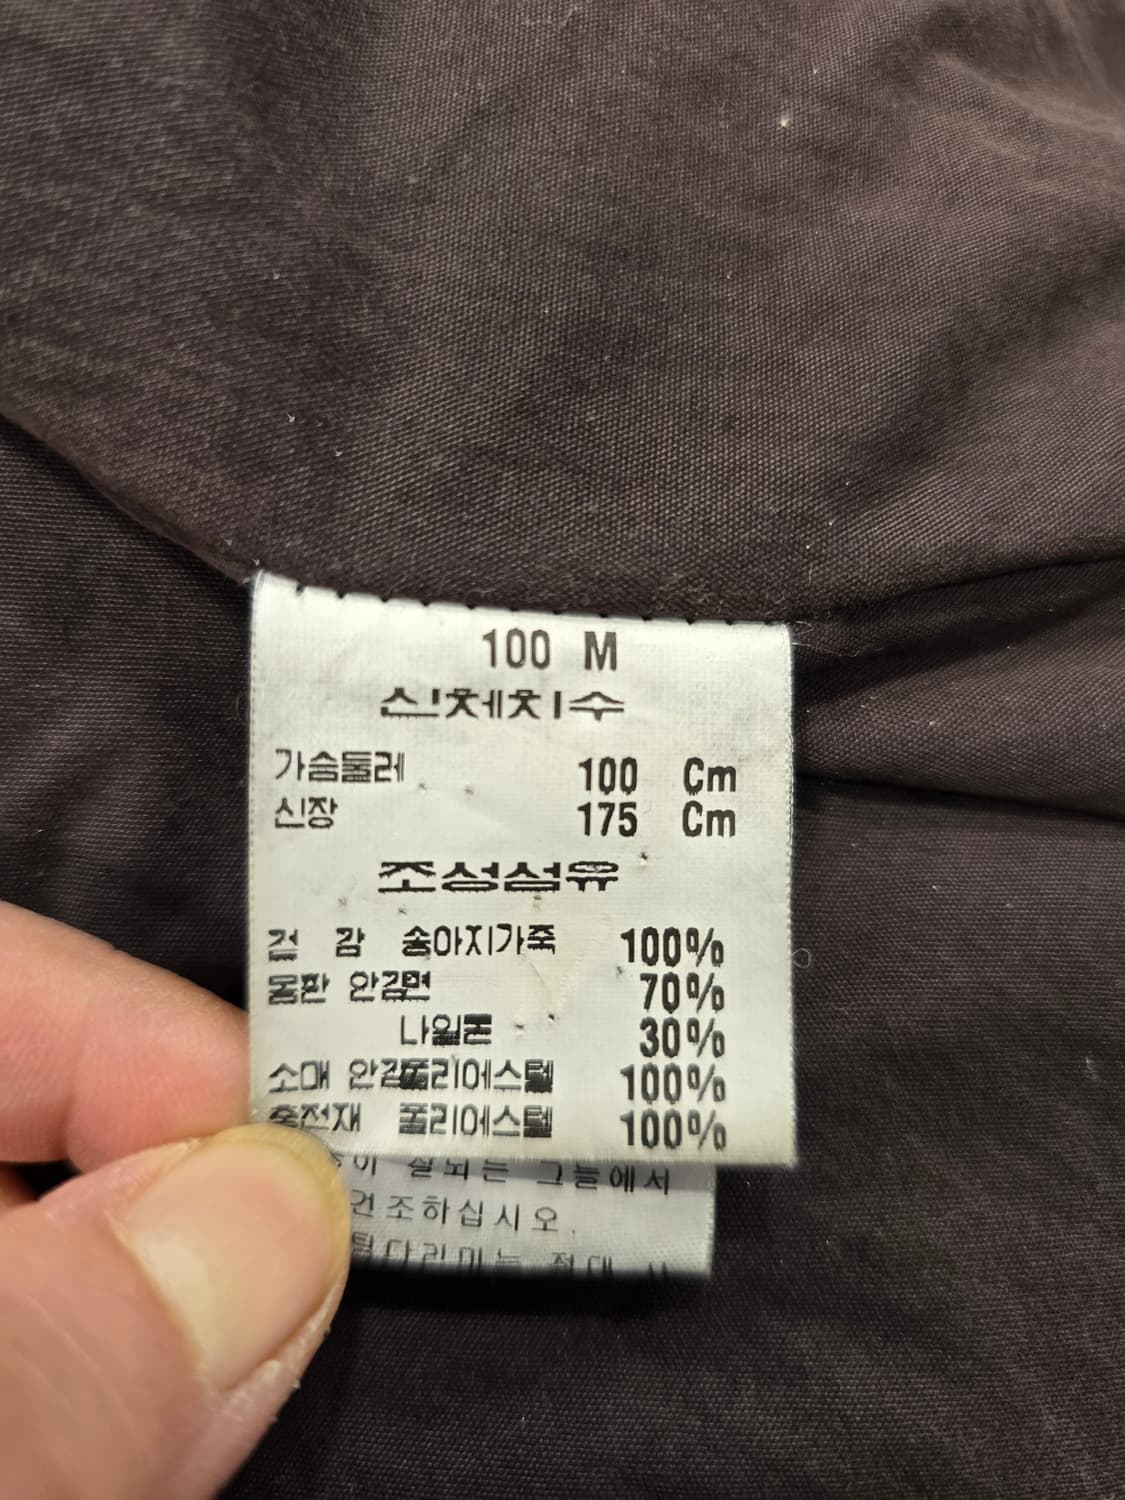 100 M
신체치수
가슴둘레 100 Cm
신장 175 Cm
조성섬유
겉 감 송아지가죽 100%
몸판 안감면 70%
나일론 30%
소매 안감폴리에스텔 100%
충전재 폴리에스텔 100%
그늘에서
건조하십시오.
절대